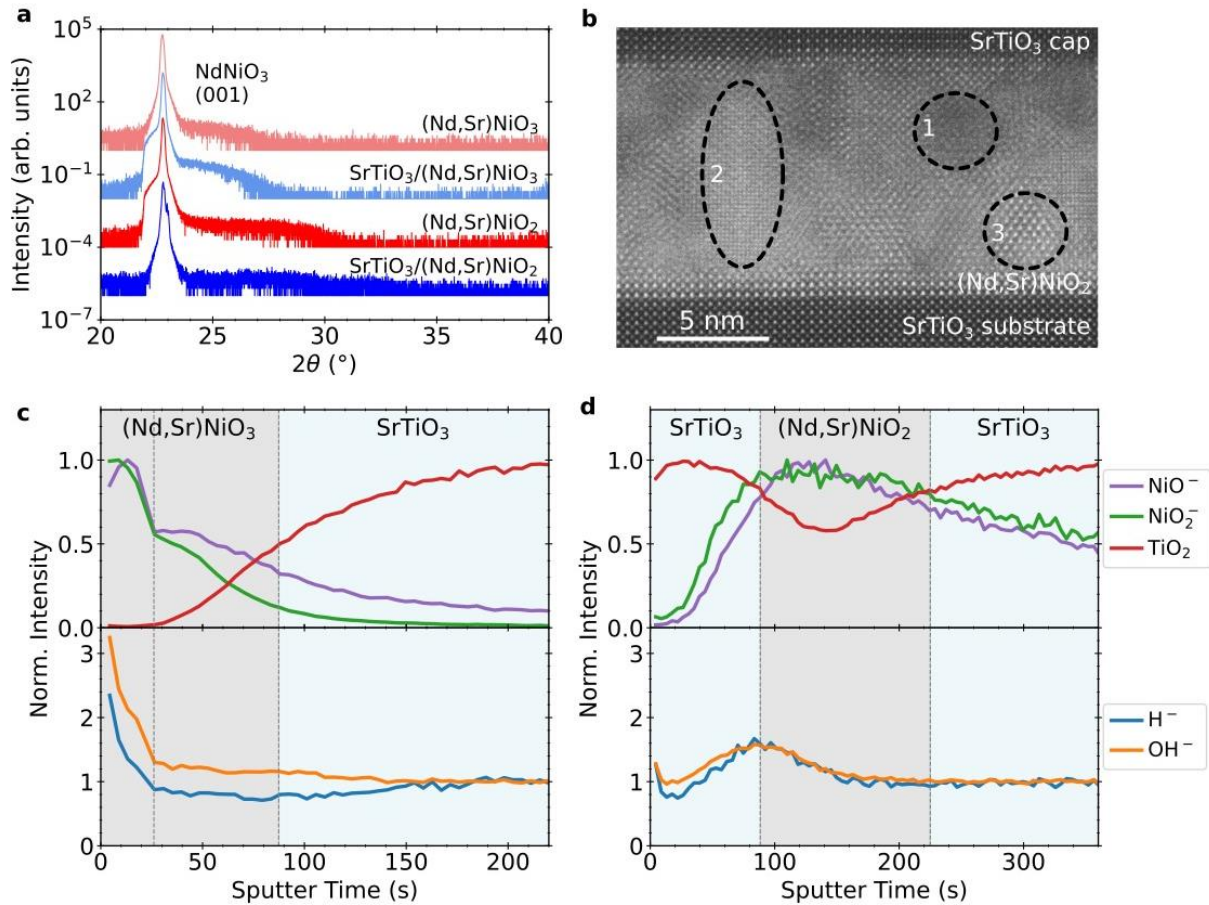 a
Intensity (arb. units)
10⁵
10²
10⁻¹
10⁻⁴
10⁻⁷
NdNiO₃
(001)
(Nd,Sr)NiO₃
SrTiO₃/(Nd,Sr)NiO₃
(Nd,Sr)NiO₂
SrTiO₃/(Nd,Sr)NiO₂
20 25 30 35 40
2θ (°)
b
SrTiO₃ cap
1
2
3
(Nd,Sr)NiO₂
SrTiO₃ substrate
5 nm
c
(Nd,Sr)NiO₃ SrTiO₃
1.0
0.5
0.0
Norm. Intensity
3
2
1
0
0 50 100 150 200
Sputter Time (s)
d
SrTiO₃ (Nd,Sr)NiO₂ SrTiO₃
1.0
0.5
0.0
Norm. Intensity
3
2
1
0
0 100 200 300
Sputter Time (s)
NiO⁻
NiO₂⁻
TiO₂
H⁻
OH⁻